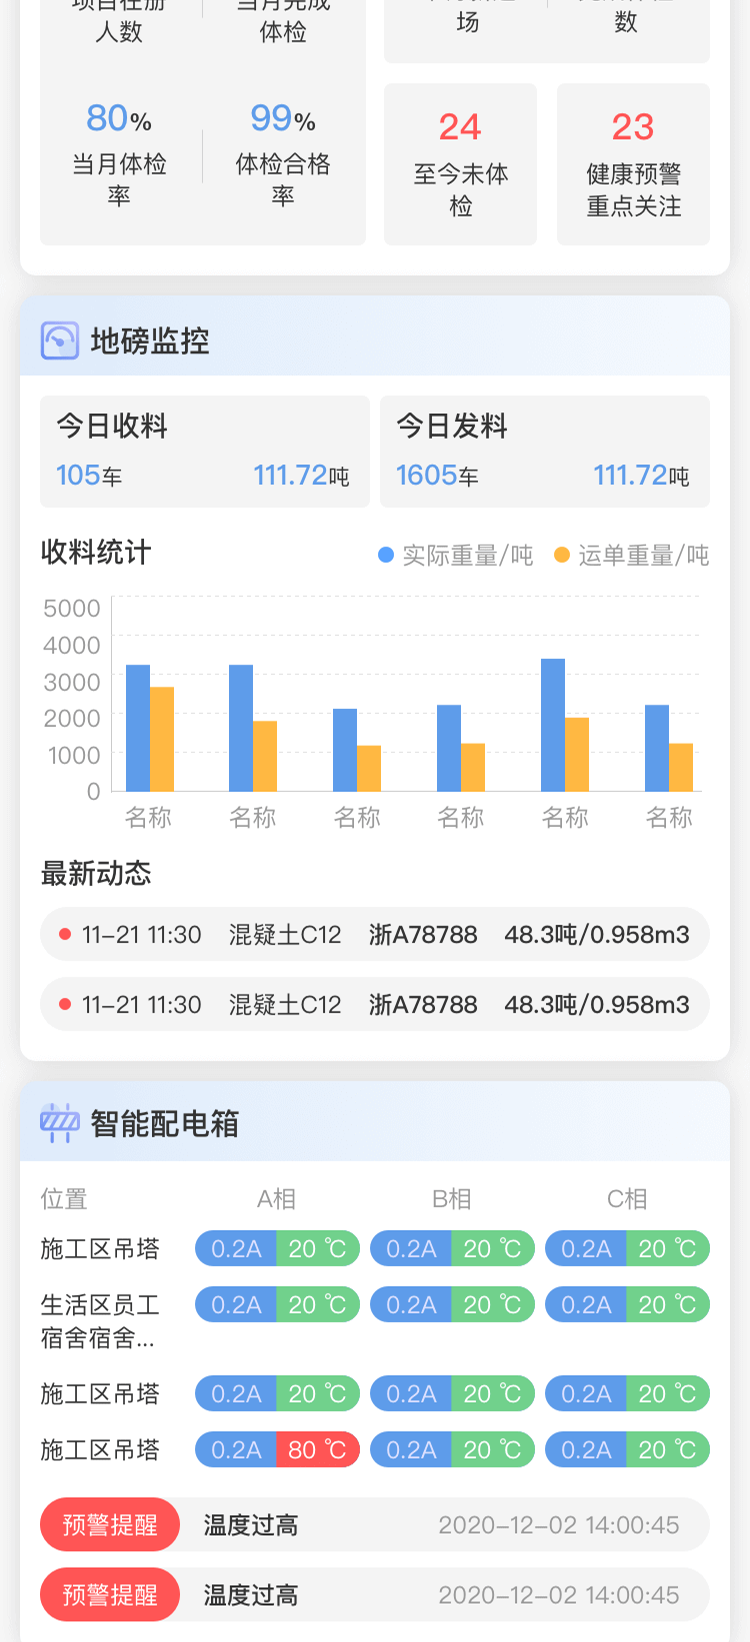 人数
体检
场
数
80%
99%
24
23
当月体检
率
体检合格
率
至今未体
检
健康预警
重点关注
地磅监控
今日收料
105车 111.72吨
今日发料
1605车 111.72吨
收料统计
实际重量/吨 运单重量/吨
5000
4000
3000
2000
1000
0
名称 名称 名称 名称 名称 名称
最新动态
11-21 11:30 混疑土C12 浙A78788 48.3吨/0.958m3
11-21 11:30 混疑土C12 浙A78788 48.3吨/0.958m3
智能配电箱
位置 A相 B相 C相
施工区吊塔 0.2A 20 ℃ 0.2A 20 ℃ 0.2A 20 ℃
生活区员工 0.2A 20 ℃ 0.2A 20 ℃ 0.2A 20 ℃
宿舍宿舍...
施工区吊塔 0.2A 20 ℃ 0.2A 20 ℃ 0.2A 20 ℃
施工区吊塔 0.2A 80 ℃ 0.2A 20 ℃ 0.2A 20 ℃
预警提醒 温度过高 2020-12-02 14:00:45
预警提醒 温度过高 2020-12-02 14:00:45